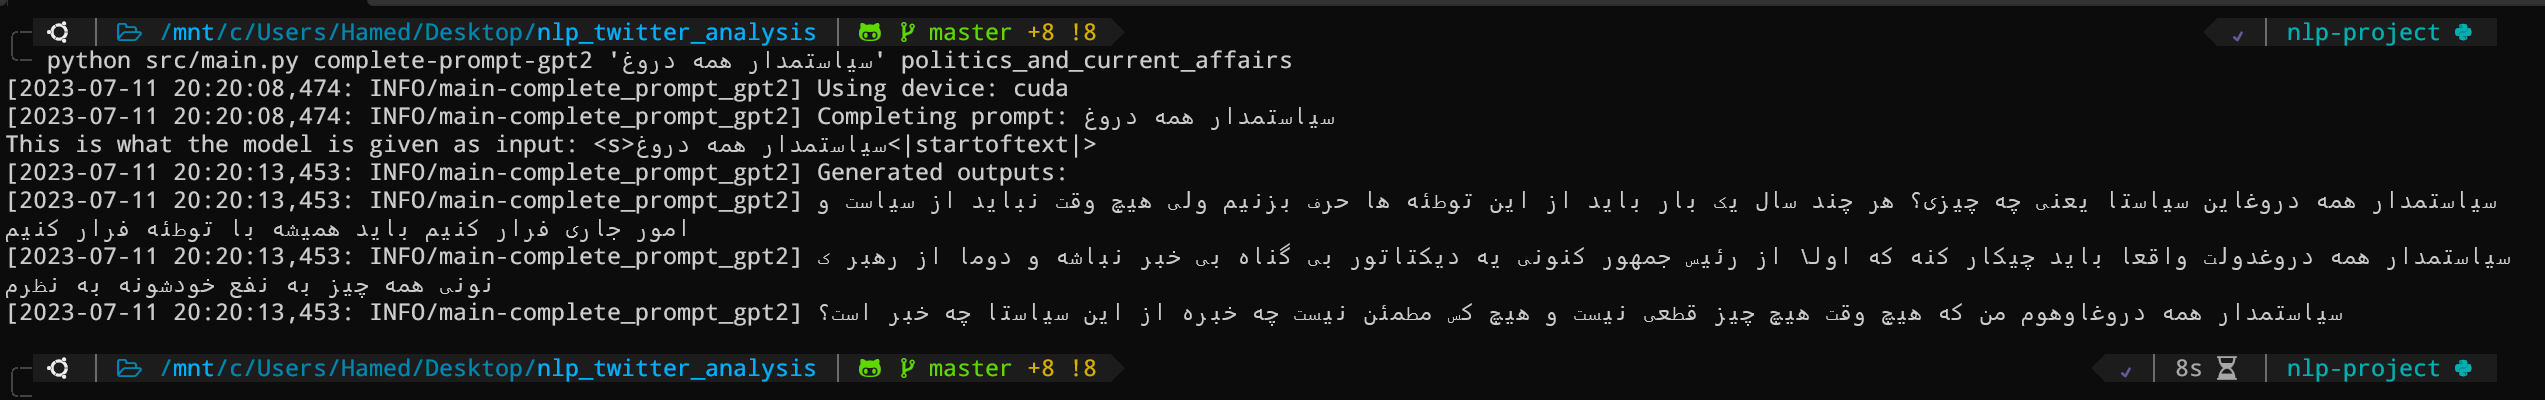 /mnt/c/Users/Hamed/Desktop/nlp_twitter_analysis master +8 !8 nlp-project
python src/main.py complete-prompt-gpt2 'سیاستمدار همه دروغ' politics_and_current_affairs
[2023-07-11 20:20:08,474: INFO/main-complete_prompt_gpt2] Using device: cuda
[2023-07-11 20:20:08,474: INFO/main-complete_prompt_gpt2] Completing prompt: سیاستمدار همه دروغ
This is what the model is given as input: <s>سیاستمدار همه دروغ<|startoftext|>
[2023-07-11 20:20:13,453: INFO/main-complete_prompt_gpt2] Generated outputs:
[2023-07-11 20:20:13,453: INFO/main-complete_prompt_gpt2] سیاستمدار همه دروغاین سیاستا یعنی چه چیزی؟ هر چند سال یک بار باید از این توطئه ها حرف بزنیم ولی هیچ وقت نباید از سیاست و
امور جاری فرار کنیم باید همیشه با توطئه فرار کنیم
[2023-07-11 20:20:13,453: INFO/main-complete_prompt_gpt2] سیاستمدار همه دروغدولت واقعا باید چیکار کنه که اولا\ از رئیس جمهور کنونی یه دیکتاتور بی گناه بی خبر نباشه و دوما از رهبر ک
نونی همه چیز به نفع خودشونه به نظرم
[2023-07-11 20:20:13,453: INFO/main-complete_prompt_gpt2] سیاستمدار همه دروغاوهوم من که هیچ وقت هیچ چیز قطعی نیست و هیچ کس مطمئن نیست چه خبره از این سیاستا چه خبر است؟
/mnt/c/Users/Hamed/Desktop/nlp_twitter_analysis master +8 !8 8s nlp-project